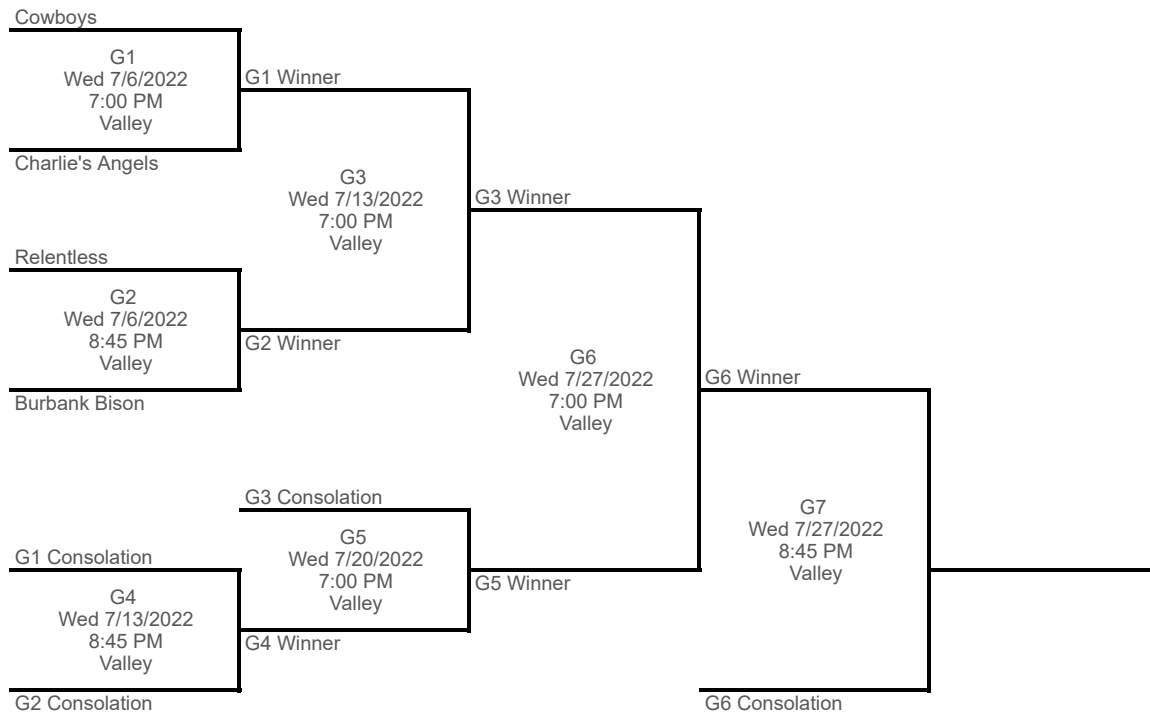 Cowboys
G1
Wed 7/6/2022
7:00 PM
Valley
Charlie's Angels
G1 Winner
G3
Wed 7/13/2022
7:00 PM
Valley
G3 Winner
Relentless
G2
Wed 7/6/2022
8:45 PM
Valley
Burbank Bison
G2 Winner
G6
Wed 7/27/2022
7:00 PM
Valley
G6 Winner
G3 Consolation
G5
Wed 7/20/2022
7:00 PM
Valley
G5 Winner
G7
Wed 7/27/2022
8:45 PM
Valley
G1 Consolation
G4
Wed 7/13/2022
8:45 PM
Valley
G4 Winner
G2 Consolation
G6 Consolation